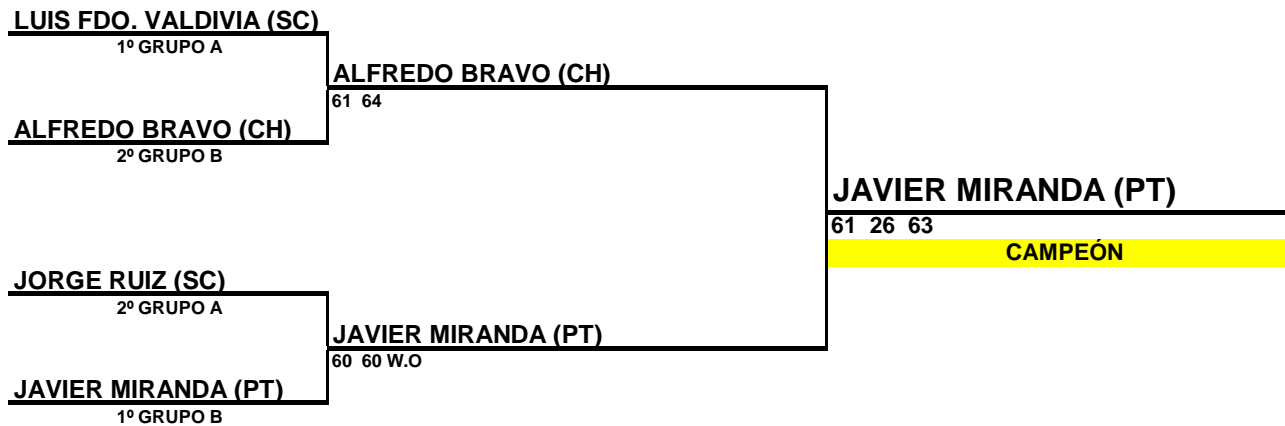 LUIS FDO. VALDIVIA (SC)
1º GRUPO A
ALFREDO BRAVO (CH)
61 64
ALFREDO BRAVO (CH)
2º GRUPO B
JAVIER MIRANDA (PT)
61 26 63
CAMPEÓN
JORGE RUIZ (SC)
2º GRUPO A
JAVIER MIRANDA (PT)
60 60 W.O
JAVIER MIRANDA (PT)
1º GRUPO B